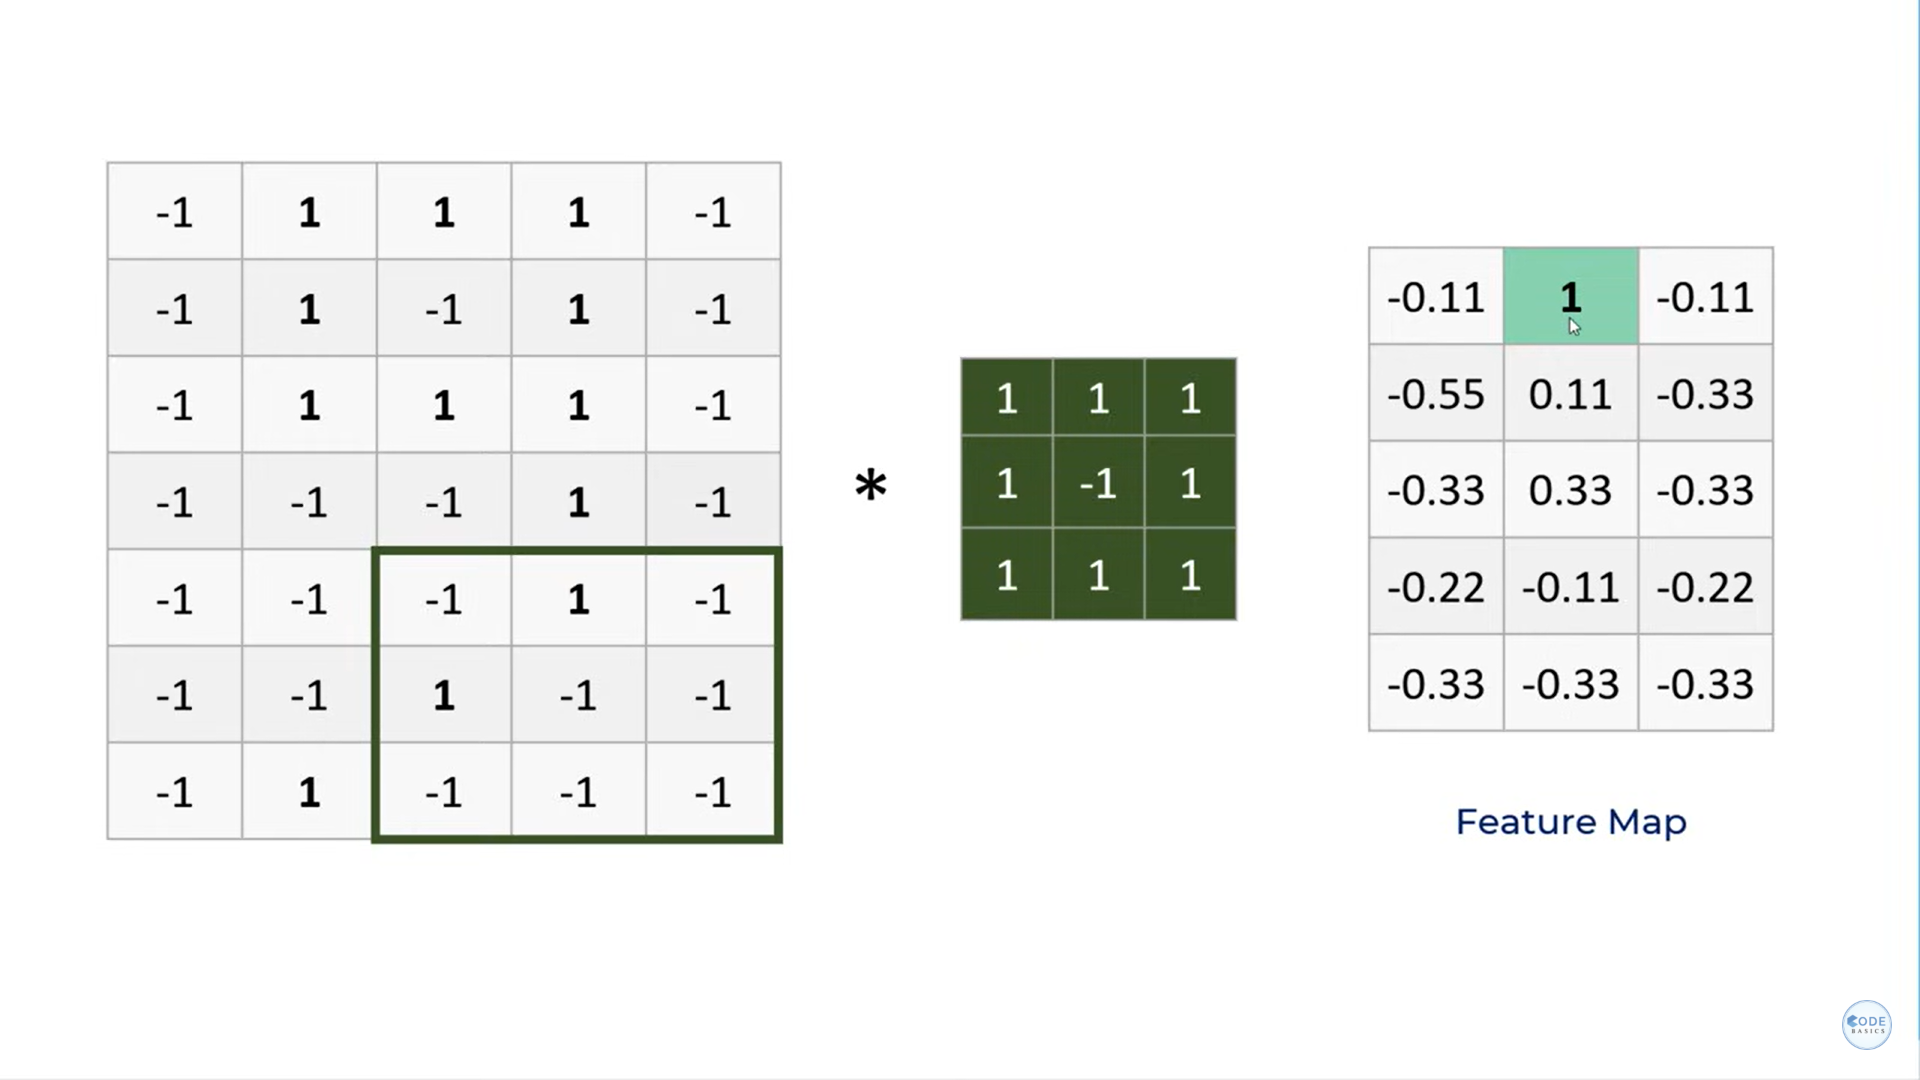 -1 1 1 1 -1
-1 1 -1 1 -1
-1 1 1 1 -1
-1 -1 -1 1 -1
-1 -1 -1 1 -1
-1 -1 1 -1 -1
-1 1 -1 -1 -1
*
1 1 1
1 -1 1
1 1 1
-0.11 1 -0.11
-0.55 0.11 -0.33
-0.33 0.33 -0.33
-0.22 -0.11 -0.22
-0.33 -0.33 -0.33
Feature Map
CODE
BASICS